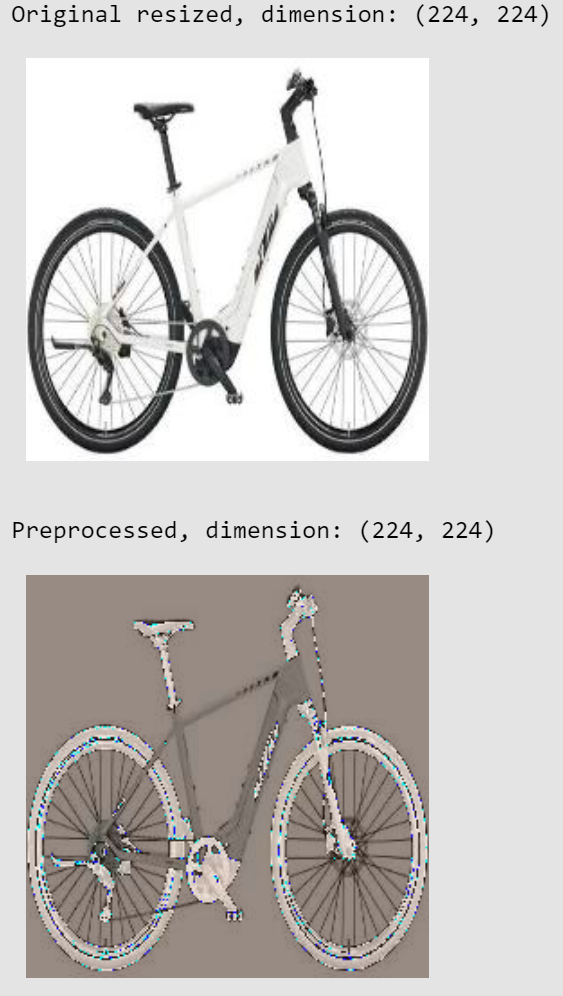 Original resized, dimension: (224, 224)
Preprocessed, dimension: (224, 224)